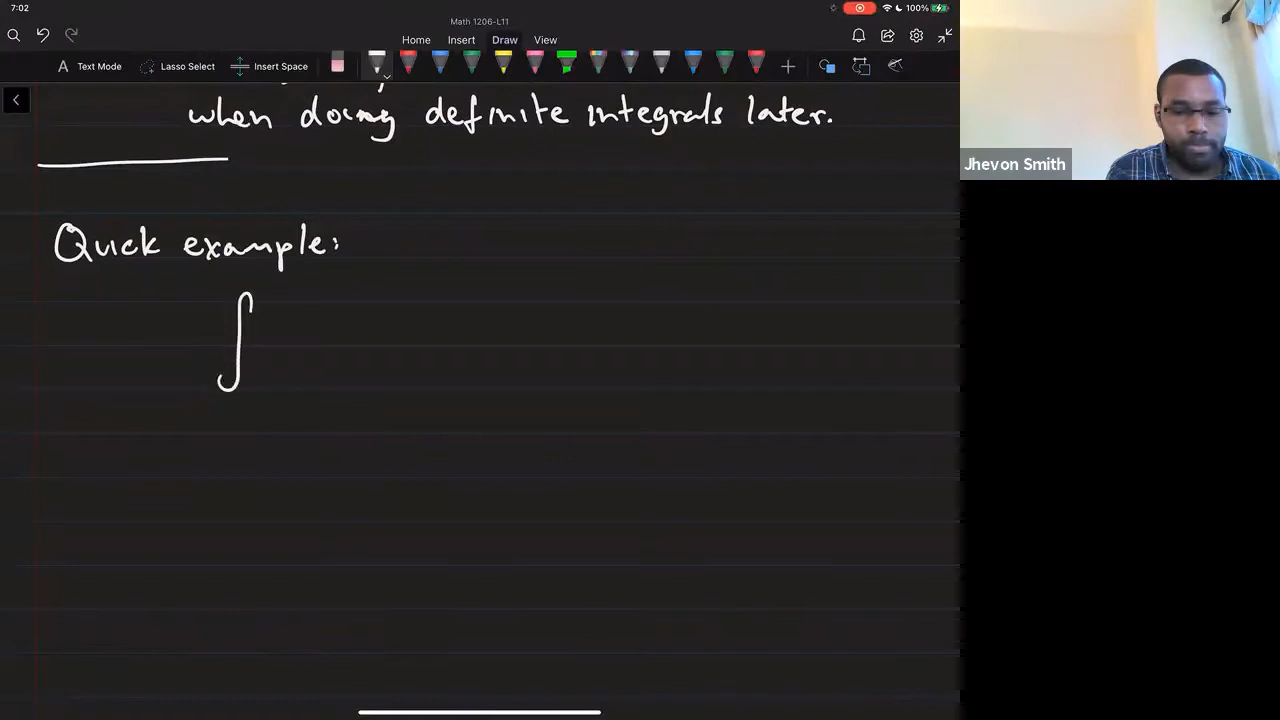 7:02
100%
Math 1206-L11
Home Insert Draw View
Text Mode Lasso Select Insert Space
when doing definite integrals later.
Jhevon Smith
Quick example:
∫